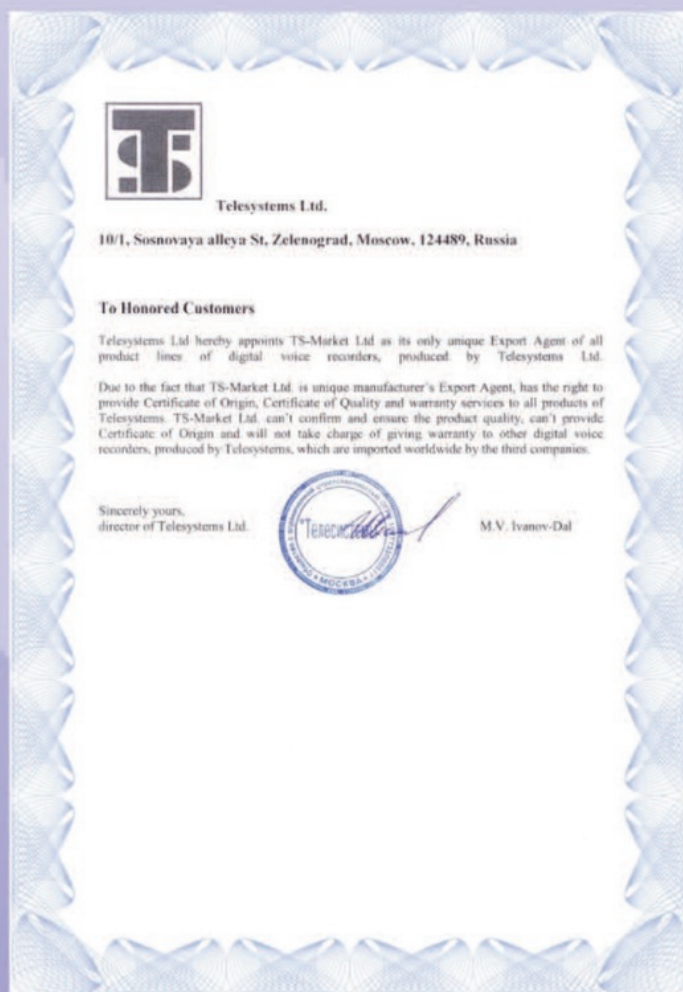 TS
Telesystems Ltd.
10/1, Sosnovaya alleya St, Zelenograd, Moscow, 124489, Russia
To Honored Customers
Telesystems Ltd hereby appoints TS-Market Ltd as its only unique Export Agent of all
product lines of digital voice recorders, produced by Telesystems Ltd.
Due to the fact that TS-Market Ltd. is unique manufacturer's Export Agent, has the right to
provide Certificate of Origin, Certificate of Quality and warranty services to all products of
Telesystems. TS-Market Ltd. can't confirm and ensure the product quality, can't provide
Certificate of Origin and will not take charge of giving warranty to other digital voice
recorders, produced by Telesystems, which are imported worldwide by the third companies.
Sincerely yours,
director of Telesystems Ltd.
M.V. Ivanov-Dal
МОСКВА